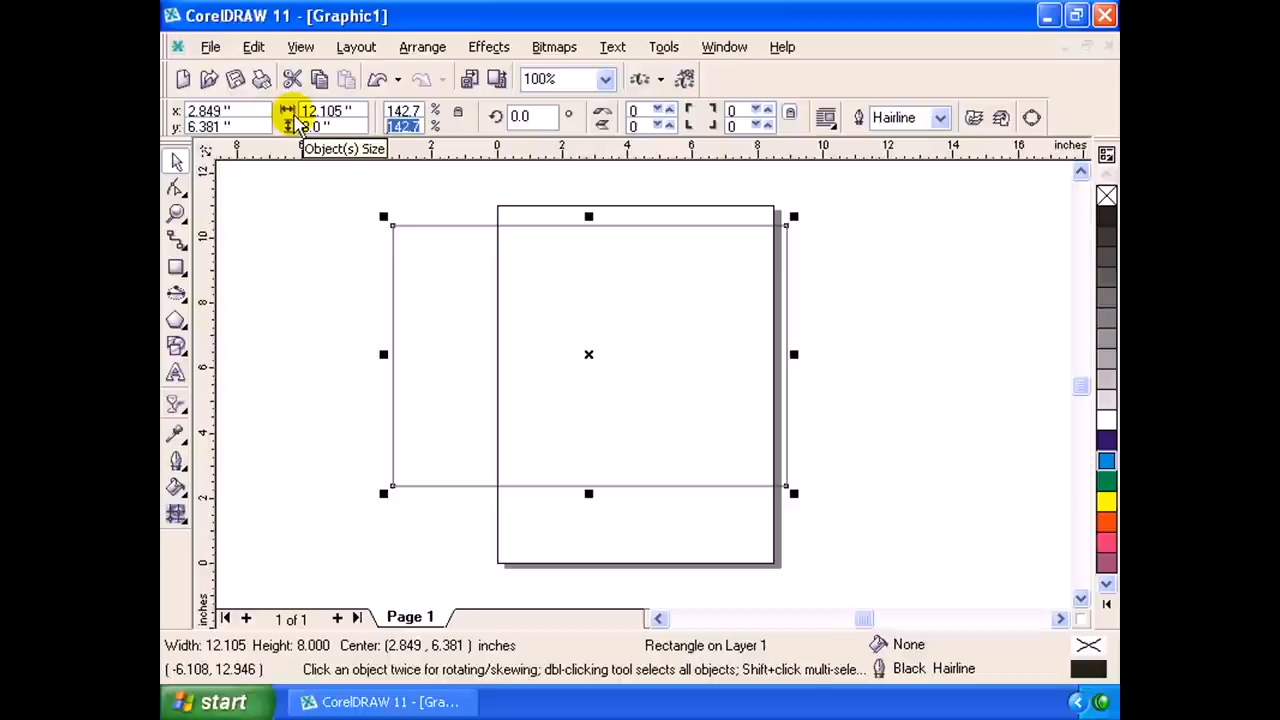 CorelDRAW 11 - [Graphic1]
File Edit View Layout Arrange Effects Bitmaps Text Tools Window Help
100%
x: 2.849 " 12.105 " 142.7 % 0 0
y: 6.381 " .0 " 142.7 % 0.0 ° 0 0 Hairline
Object(s) Size
8 2 0 2 4 6 8 10 12 14 16 inches
12
10
8
6
4
2
0
inches
1 of 1 Page 1
Width: 12.105 Height: 8.000 Center: (2.849 , 6.381 ) inches Rectangle on Layer 1 None
( -6.108, 12.946 ) Click an object twice for rotating/skewing; dbl-clicking tool selects all objects; Shift+click multi-sele... Black Hairline
start CorelDRAW 11 - [Gra...